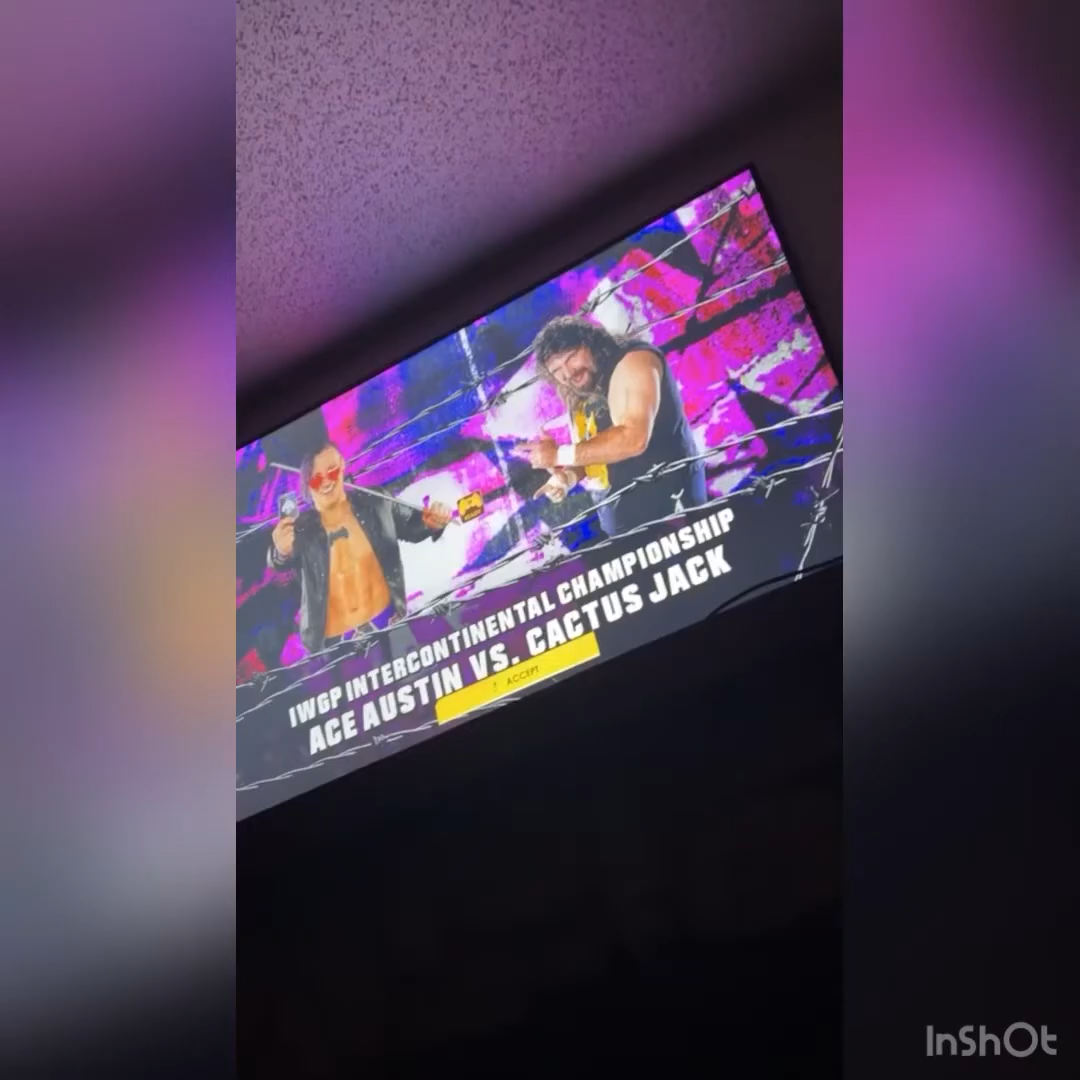 IWGP INTERCONTINENTAL CHAMPIONSHIP
ACE AUSTIN VS. CACTUS JACK
ACCEPT
InShOt